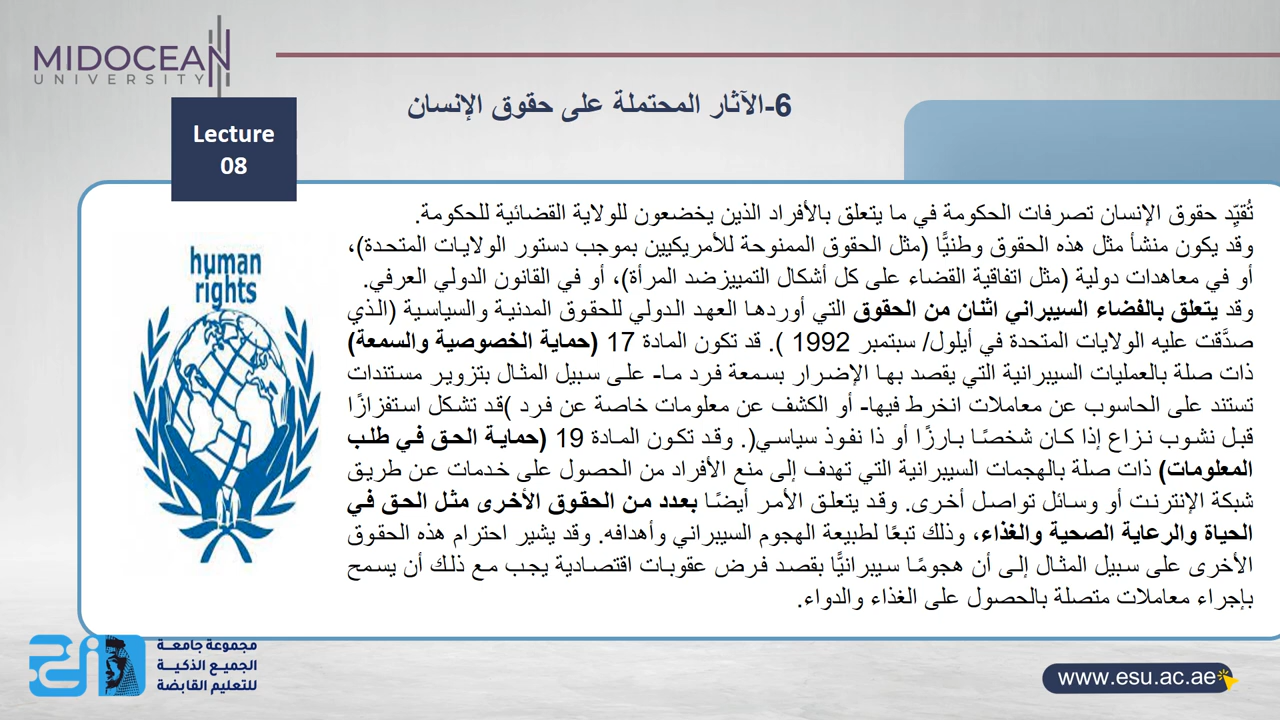 MIDOCEAN
UNIVERSITY
Lecture
08
6-الآثار المحتملة على حقوق الإنسان
تُقيِّد حقوق الإنسان تصرفات الحكومة في ما يتعلق بالأفراد الذين يخضعون للولاية القضائية للحكومة.
وقد يكون منشأ مثل هذه الحقوق وطنيًّا (مثل الحقوق الممنوحة للأمريكيين بموجب دستور الولايات المتحدة)،
أو في معاهدات دولية (مثل اتفاقية القضاء على كل أشكال التمييزضد المرأة)، أو في القانون الدولي العرفي.
وقد يتعلق بالفضاء السيبراني اثنان من الحقوق التي أوردها العهد الدولي للحقوق المدنية والسياسية (الذي
صدَّقت عليه الولايات المتحدة في أيلول/ سبتمبر 1992 ). قد تكون المادة 17 (حماية الخصوصية والسمعة)
ذات صلة بالعمليات السيبرانية التي يقصد بها الإضرار بسمعة فرد ما- على سبيل المثال بتزوير مستندات
تستند على الحاسوب عن معاملات انخرط فيها- أو الكشف عن معلومات خاصة عن فرد )قد تشكل استفزازًا
قبل نشوب نزاع إذا كان شخصًا بارزًا أو ذا نفوذ سياسي(. وقد تكون المادة 19 (حماية الحق في طلب
المعلومات) ذات صلة بالهجمات السيبرانية التي تهدف إلى منع الأفراد من الحصول على خدمات عن طريق
شبكة الإنترنت أو وسائل تواصل أخرى. وقد يتعلق الأمر أيضًا بعدد من الحقوق الأخرى مثل الحق في
الحياة والرعاية الصحية والغذاء، وذلك تبعًا لطبيعة الهجوم السيبراني وأهدافه. وقد يشير احترام هذه الحقوق
الأخرى على سبيل المثال إلى أن هجومًا سيبرانيًّا بقصد فرض عقوبات اقتصادية يجب مع ذلك أن يسمح
بإجراء معاملات متصلة بالحصول على الغذاء والدواء.
human
rights
مجموعة جامعة
الجميع الذكية
للتعليم القابضة
www.esu.ac.ae